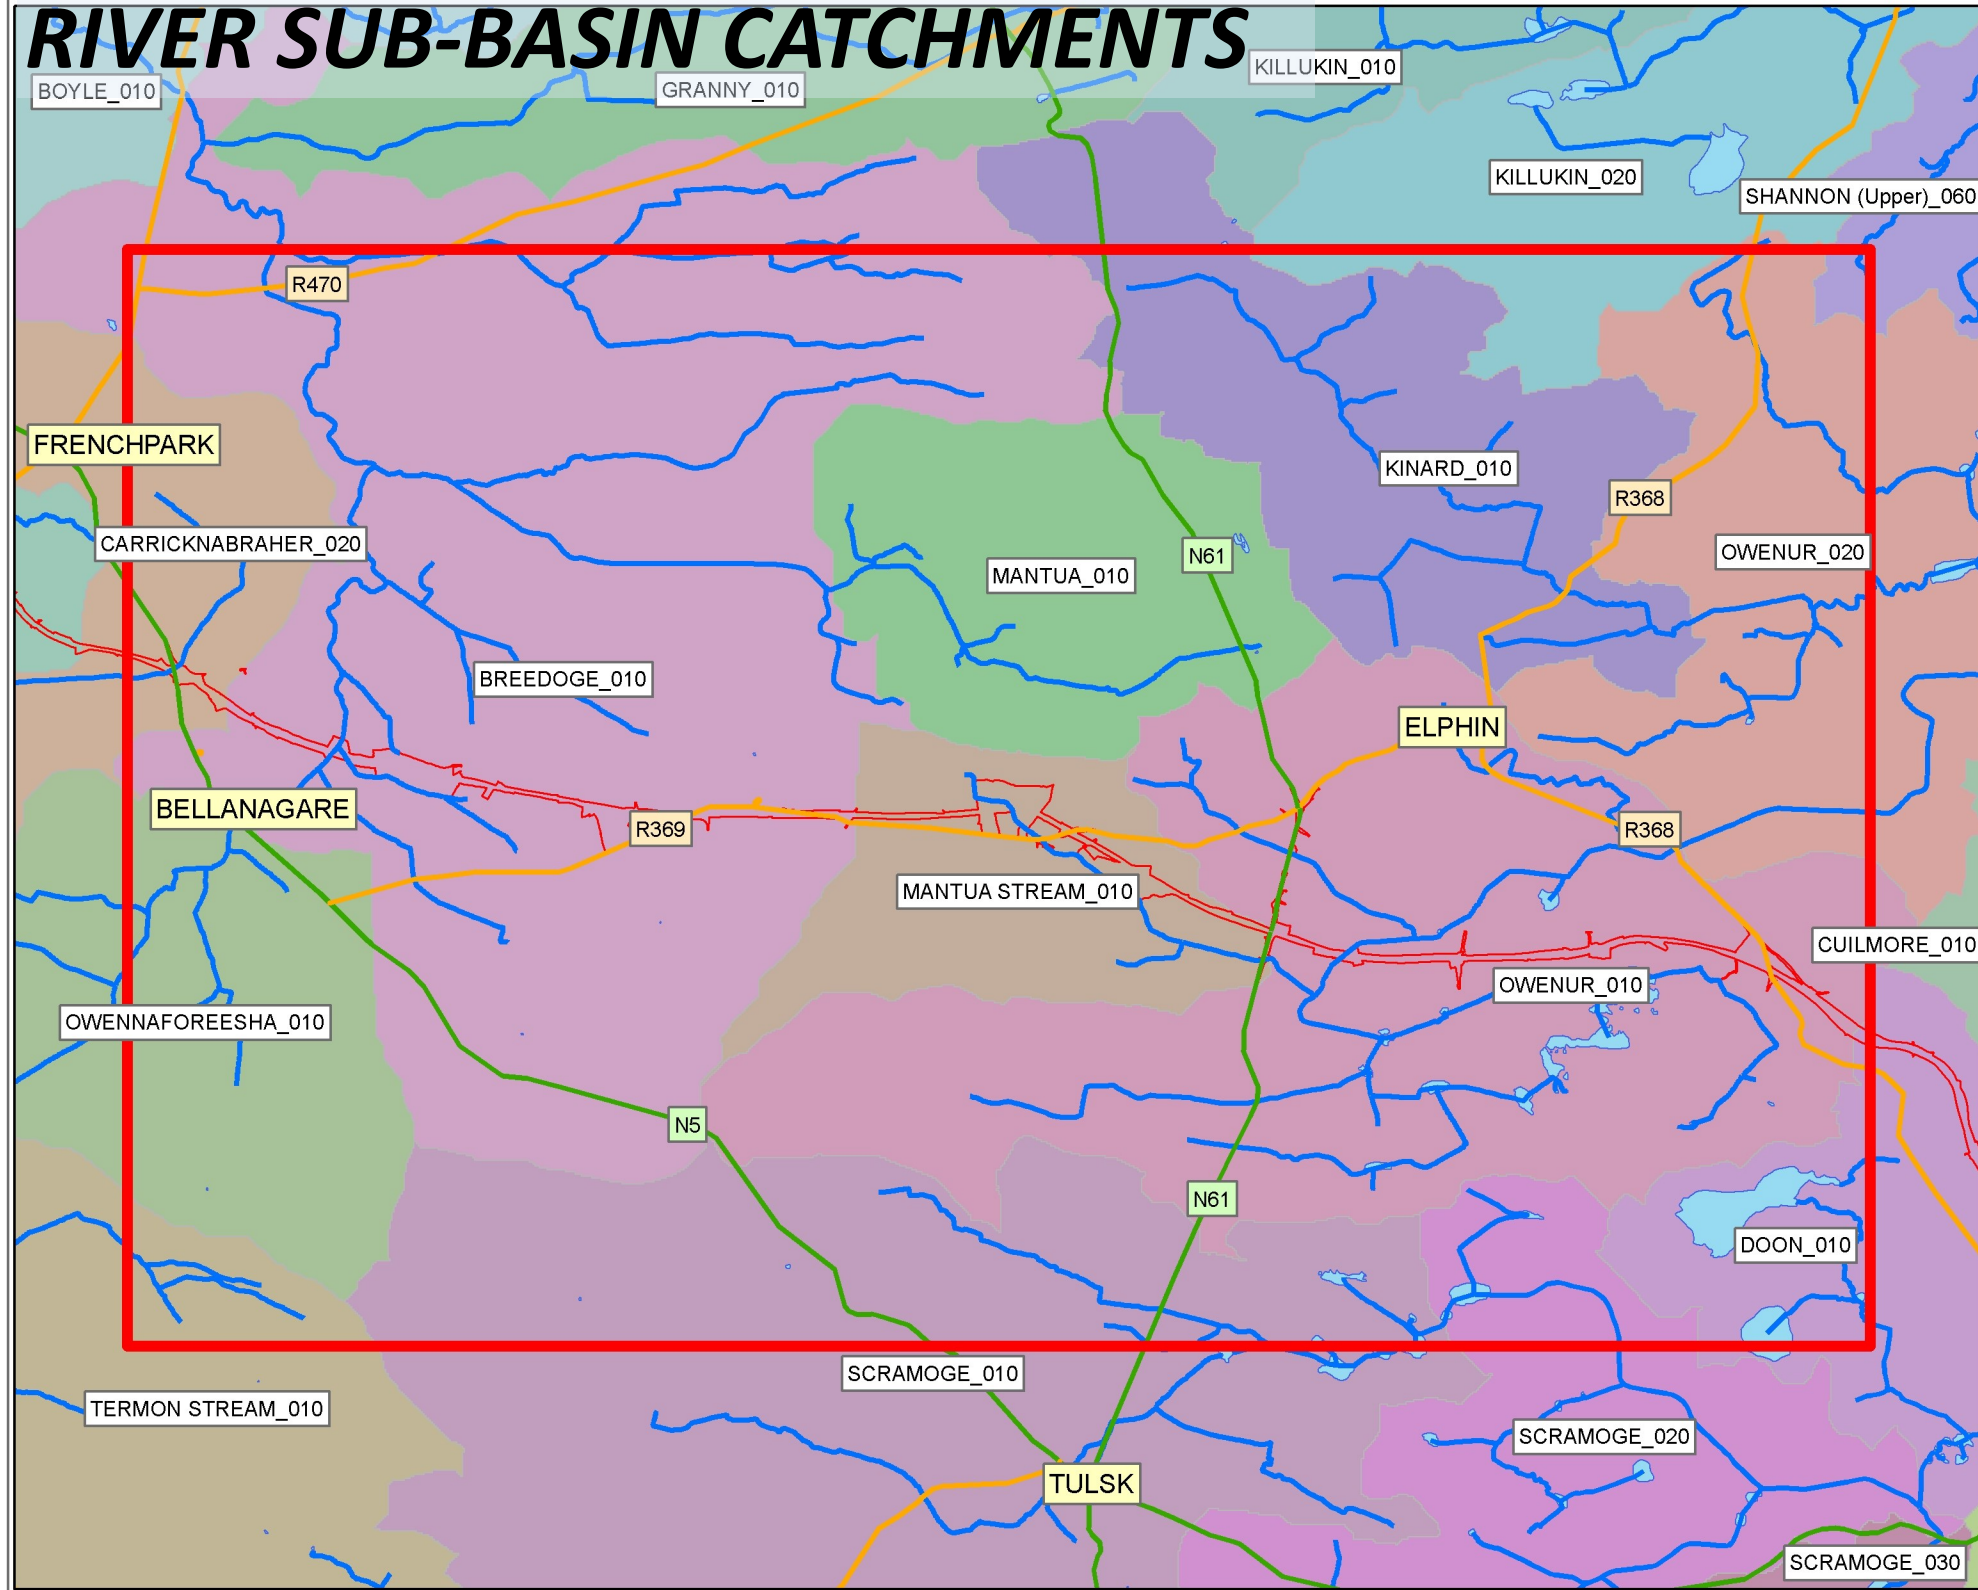 RIVER SUB-BASIN CATCHMENTS
BOYLE_010
GRANNY_010
KILLUKIN_010
KILLUKIN_020
SHANNON (Upper)_060
R470
FRENCHPARK
KINARD_010
R368
CARRICKNABRAHER_020
MANTUA_010
N61
OWENUR_020
BREEDOGE_010
ELPHIN
BELLANAGARE
R369
R368
MANTUA STREAM_010
CUILMORE_010
OWENUR_010
OWENNAFOREESHA_010
N5
N61
DOON_010
SCRAMOGE_010
TERMON STREAM_010
SCRAMOGE_020
TULSK
SCRAMOGE_030